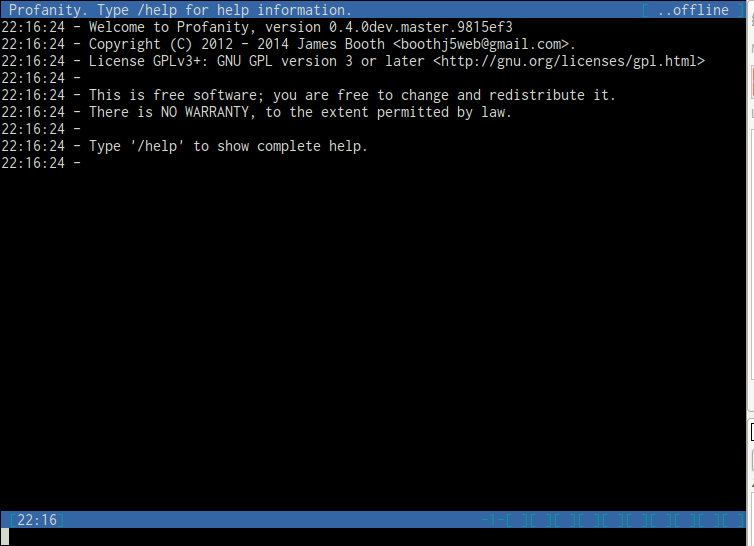 Profanity. Type /help for help information. [ ..offline ]
22:16:24 - Welcome to Profanity, version 0.4.0dev.master.9815ef3
22:16:24 - Copyright (C) 2012 - 2014 James Booth <boothj5web@gmail.com>.
22:16:24 - License GPLv3+: GNU GPL version 3 or later <http://gnu.org/licenses/gpl.html>
22:16:24 -
22:16:24 - This is free software; you are free to change and redistribute it.
22:16:24 - There is NO WARRANTY, to the extent permitted by law.
22:16:24 -
22:16:24 - Type '/help' to show complete help.
22:16:24 -
[22:16] -1-[ ][ ][ ][ ][ ][ ][ ][ ][ ][ ]